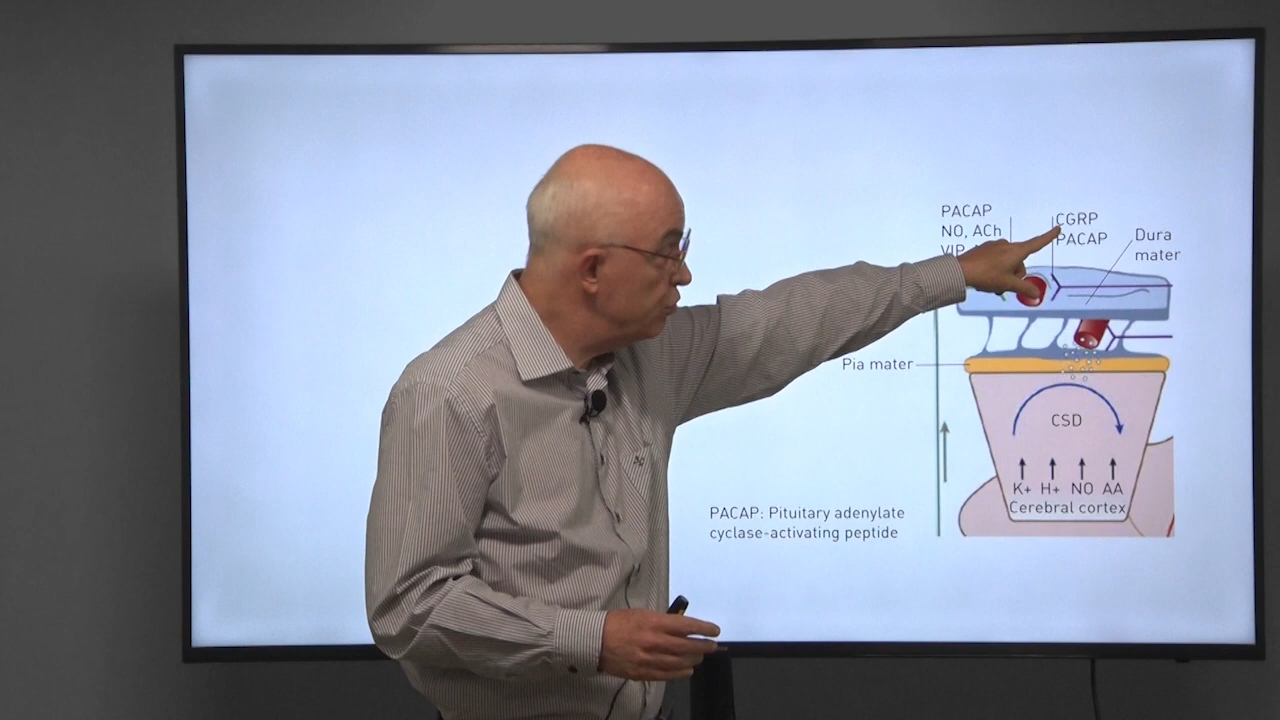 PACAP
NO, ACh
CGRP
PACAP
Dura
mater
Pia mater
CSD
K+ H+ NO AA
Cerebral cortex
PACAP: Pituitary adenylate
cyclase-activating peptide